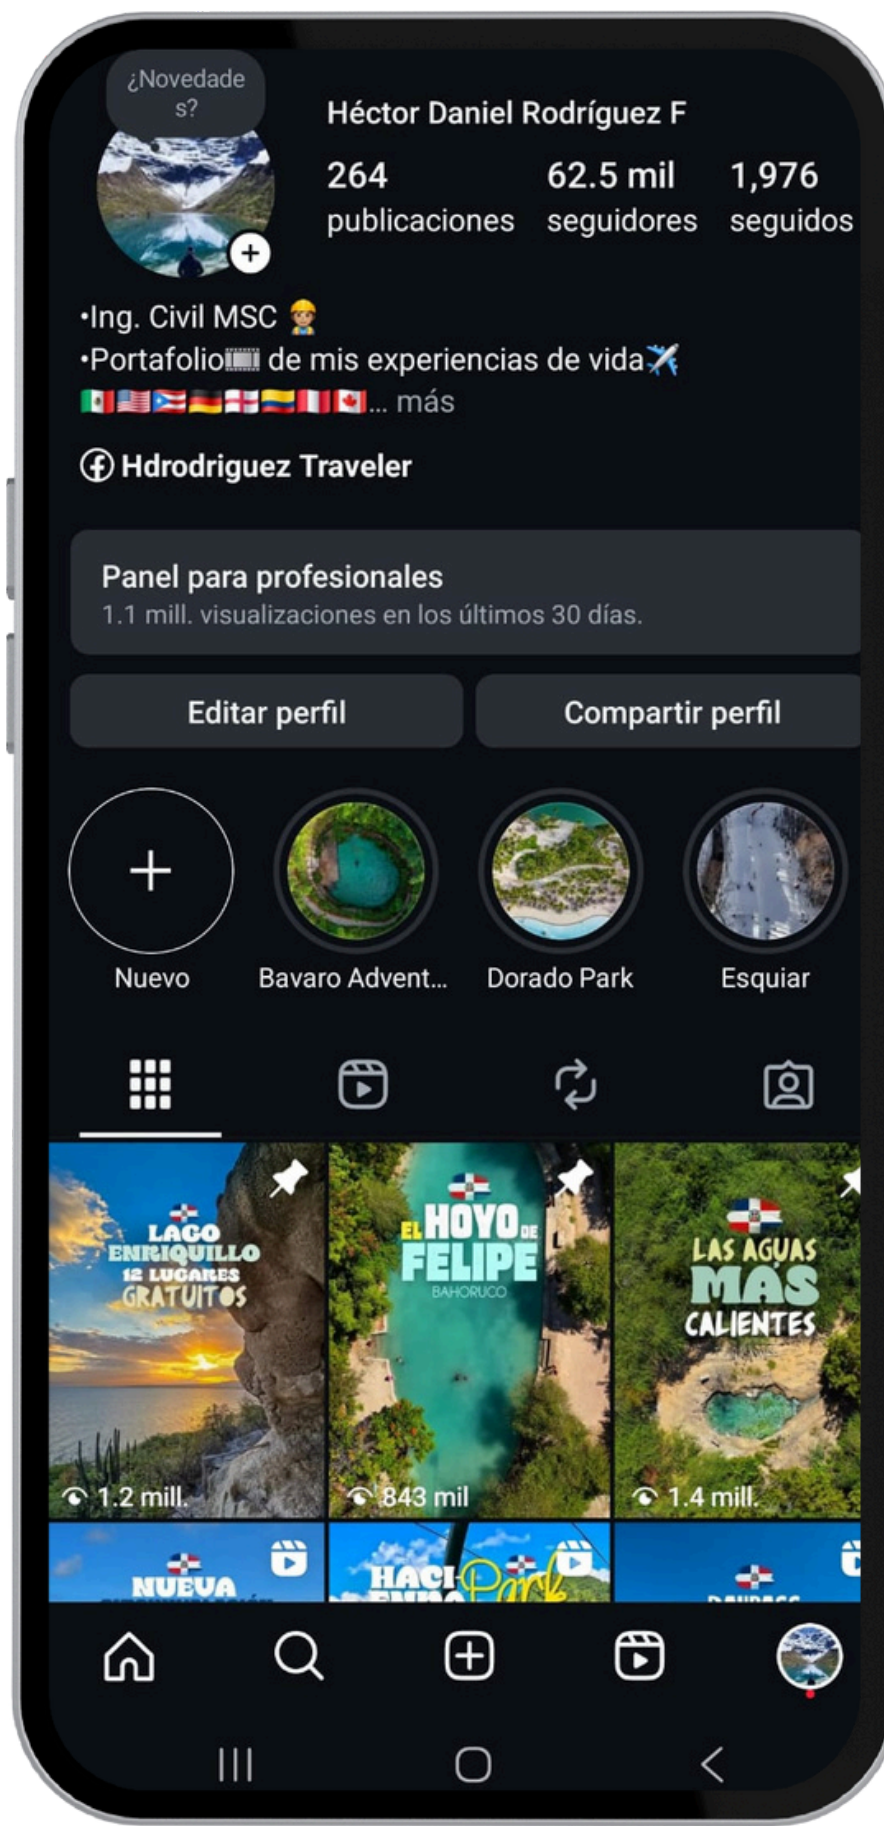 ¿Novedade
s?
Héctor Daniel Rodríguez F
264 62.5 mil 1,976
publicaciones seguidores seguidos
•Ing. Civil MSC 👷🏽
•Portafolio🎞️ de mis experiencias de vida✈️
🇲🇽🇺🇸🇵🇷🇩🇪🏴󠁧󠁢󠁥󠁮󠁧󠁿🇨🇴🇵🇪🇨🇦... más
Hdrodriguez Traveler
Panel para profesionales
1.1 mill. visualizaciones en los últimos 30 días.
Editar perfil Compartir perfil
Nuevo Bavaro Advent... Dorado Park Esquiar
LAGO
ENRIQUILLO
12 LUGARES
GRATUITOS
1.2 mill.
EL HOYO DE
FELIPE
BAHORUCO
843 mil
LAS AGUAS
MÁS
CALIENTES
1.4 mill.
NUEVA
HACI-
Park